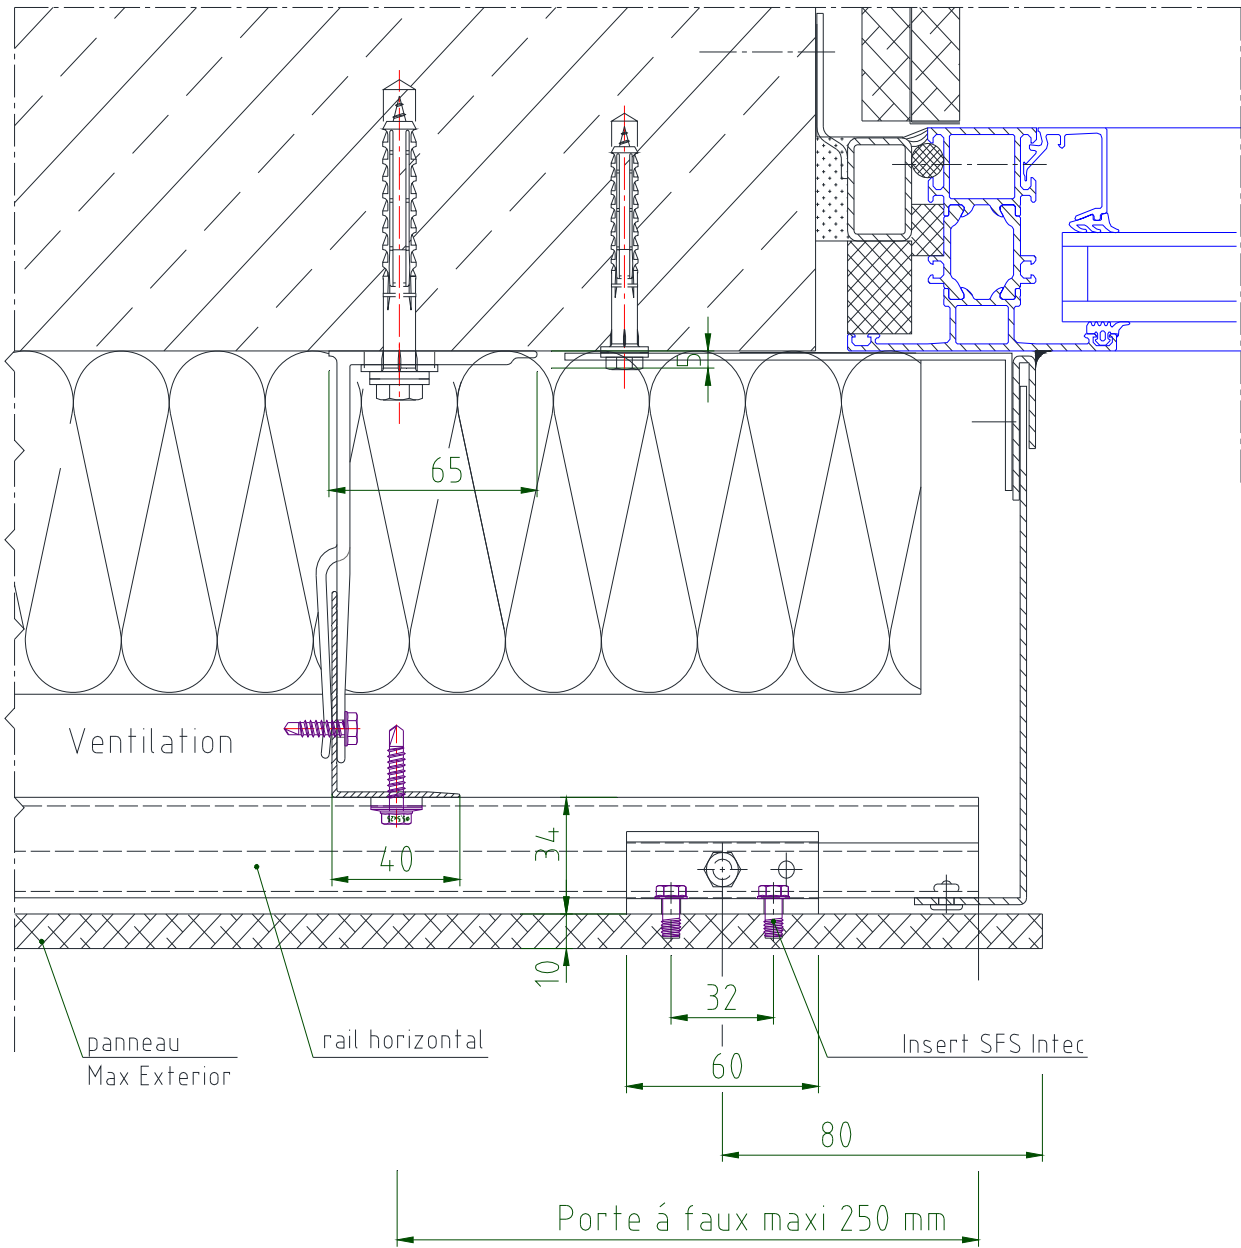 5
65
Ventilation
34
40
10
32
panneau
Max Exterior
rail horizontal
Insert SFS Intec
60
80
Porte á faux maxi 250 mm